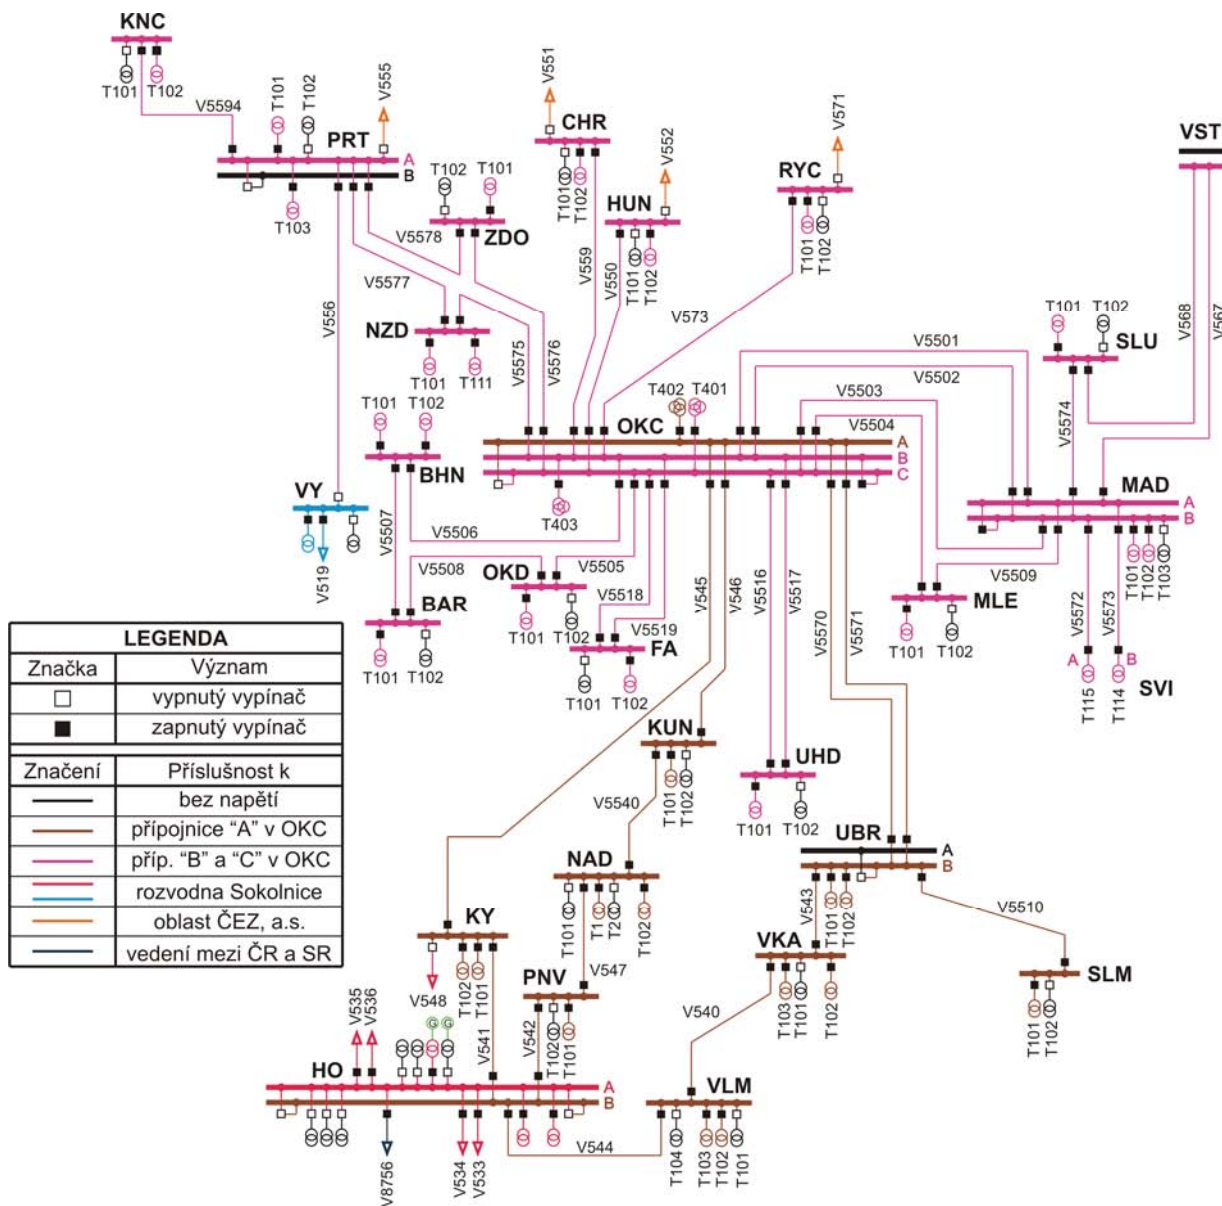 KNC
T101
T102
V5594
T101
T102
V555
PRT
A
B
T103
V551
CHR
T101
T102
V552
HUN
T101
T102
V571
RYC
T101
T102
VST
T102
T101
ZDO
V5578
V5577
V556
NZD
T101
T111
V5575
V5576
V559
V550
V573
V5501
V5502
V5503
V5504
T101
T102
SLU
V5574
V568
V567
T402
T401
OKC
A
B
C
T403
T101
T102
BHN
VY
V519
V5507
V5506
V5508
V5505
OKD
T101
T102
BAR
T101
T102
V5518
V5519
FA
T101
T102
V545
V546
V5516
V5517
V5570
V5571
MAD
A
B
T101
T102
T103
V5509
MLE
T101
T102
V5572
V5573
A
B
SVI
T115
T114
LEGENDA
Značka
Význam
vypnutý vypínač
zapnutý vypínač
Značení
Příslušnost k
bez napětí
přípojnice "A" v OKC
příp. "B" a "C" v OKC
rozvodna Sokolnice
oblast ČEZ, a.s.
vedení mezi ČR a SR
KUN
T101
T102
V5540
UHD
T101
T102
UBR
A
B
T101
T102
V543
V5510
NAD
T101
T1
T2
T102
V547
VKA
T103
T101
T102
SLM
T101
T102
KY
V548
T102
T101
V541
PNV
V542
T102
T101
V540
V535
V536
G
G
HO
A
B
V8756
V534
V533
V544
VLM
T104
T103
T102
T101